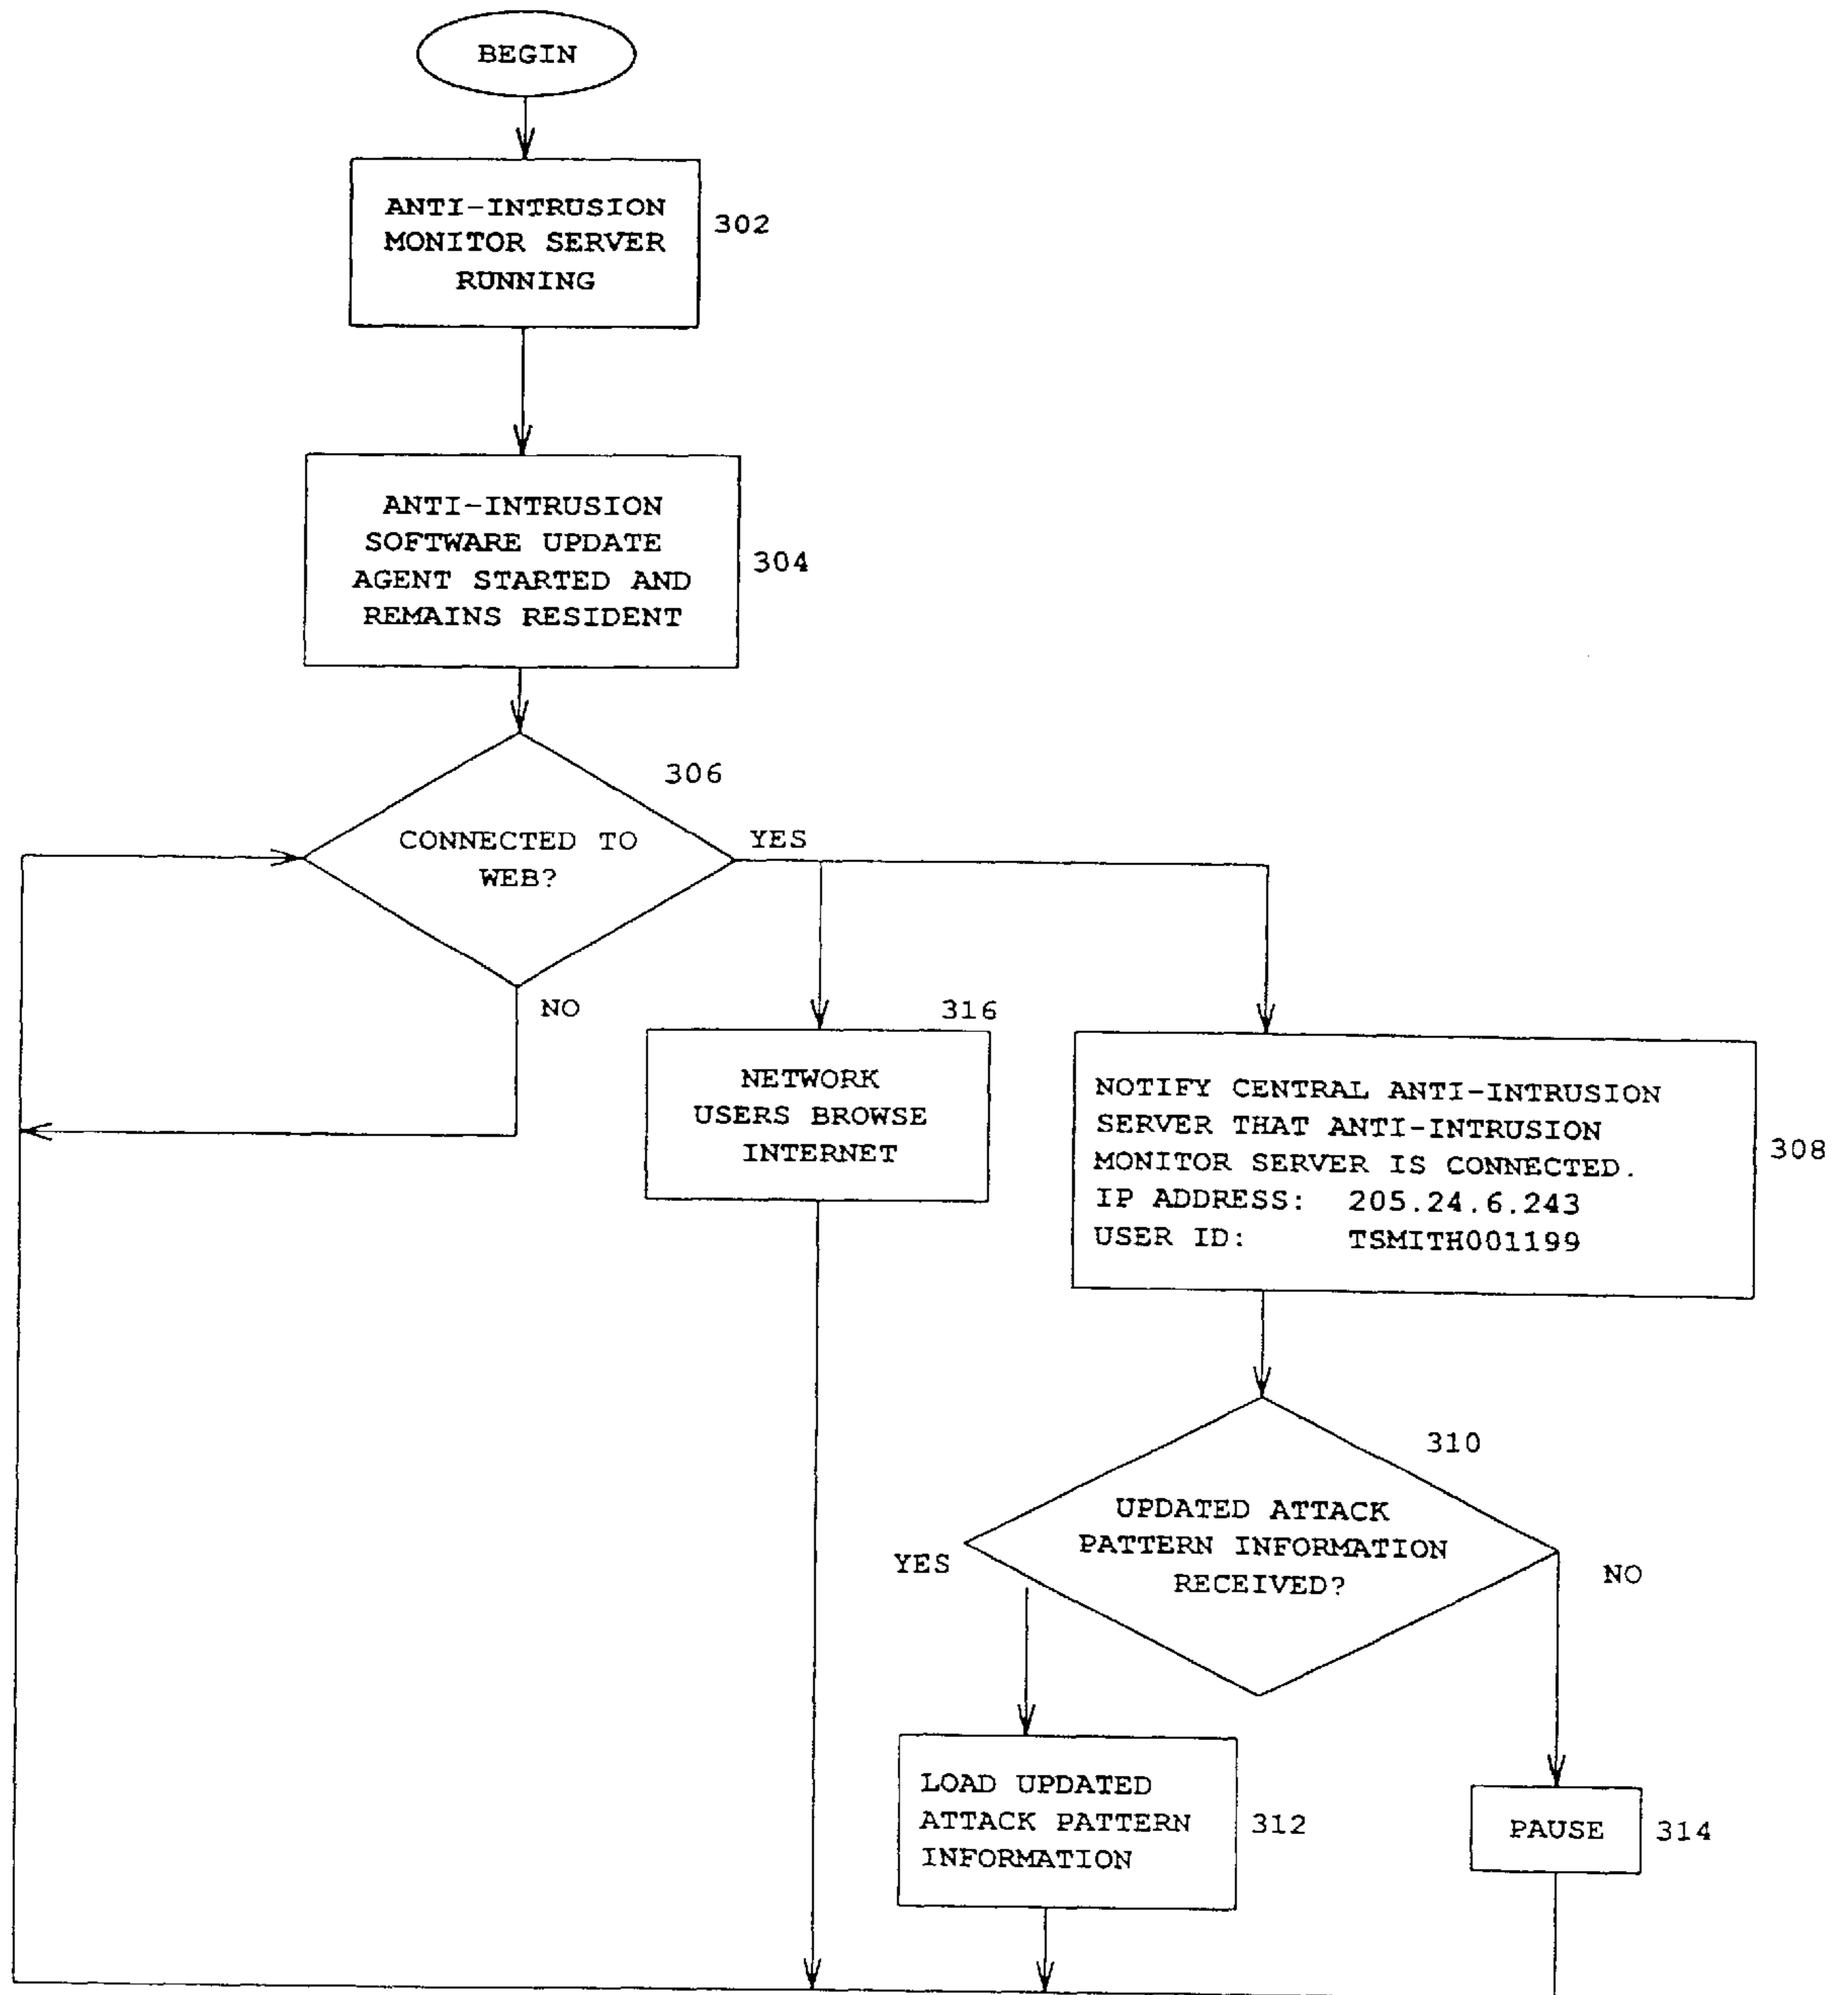 BEGIN
ANTI-INTRUSION
MONITOR SERVER
RUNNING
302
ANTI-INTRUSION
SOFTWARE UPDATE
AGENT STARTED AND
REMAINS RESIDENT
304
306
CONNECTED TO
WEB?
YES
NO
316
NETWORK
USERS BROWSE
INTERNET
NOTIFY CENTRAL ANTI-INTRUSION
SERVER THAT ANTI-INTRUSION
MONITOR SERVER IS CONNECTED.
IP ADDRESS: 205.24.6.243
USER ID: TSMITH001199
308
310
UPDATED ATTACK
PATTERN INFORMATION
RECEIVED?
YES
NO
LOAD UPDATED
ATTACK PATTERN
INFORMATION
312
PAUSE
314